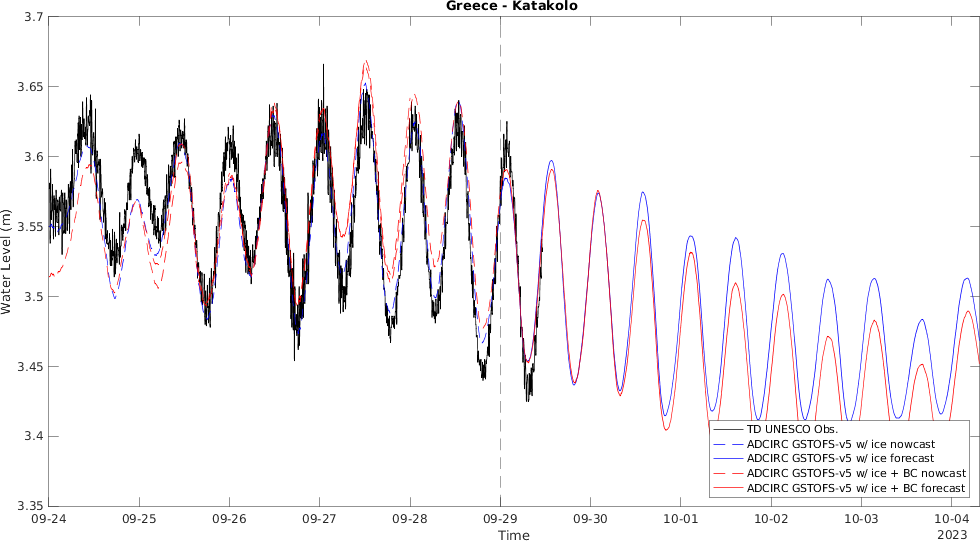 Greece - Katakolo
3.7
3.65
3.6
3.55
3.5
3.45
3.4
3.35
Water Level (m)
TD UNESCO Obs.
ADCIRC GSTOFS-v5 w/ ice nowcast
ADCIRC GSTOFS-v5 w/ ice forecast
ADCIRC GSTOFS-v5 w/ ice + BC nowcast
ADCIRC GSTOFS-v5 w/ ice + BC forecast
09-24 09-25 09-26 09-27 09-28 09-29 09-30 10-01 10-02 10-03 10-04
Time
2023